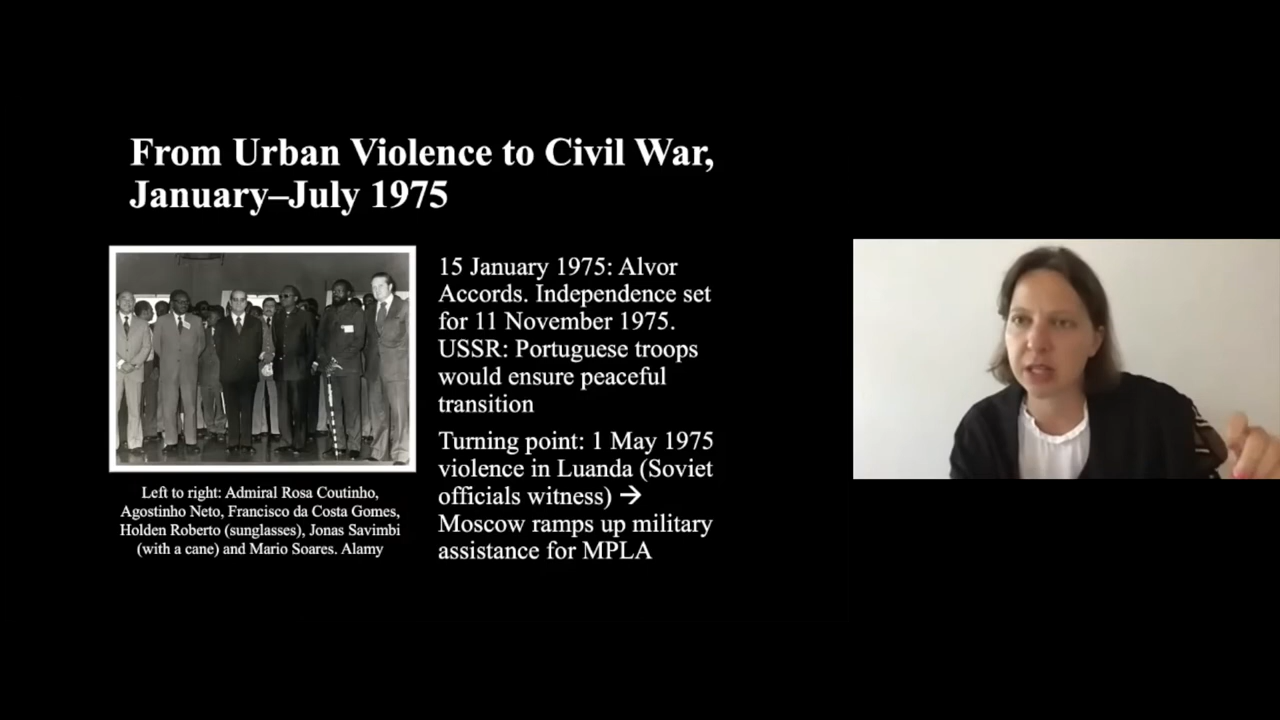 From Urban Violence to Civil War,
January–July 1975
15 January 1975: Alvor
Accords. Independence set
for 11 November 1975.
USSR: Portuguese troops
would ensure peaceful
transition
Turning point: 1 May 1975
violence in Luanda (Soviet
officials witness) →
Moscow ramps up military
assistance for MPLA
Left to right: Admiral Rosa Coutinho,
Agostinho Neto, Francisco da Costa Gomes,
Holden Roberto (sunglasses), Jonas Savimbi
(with a cane) and Mario Soares. Alamy